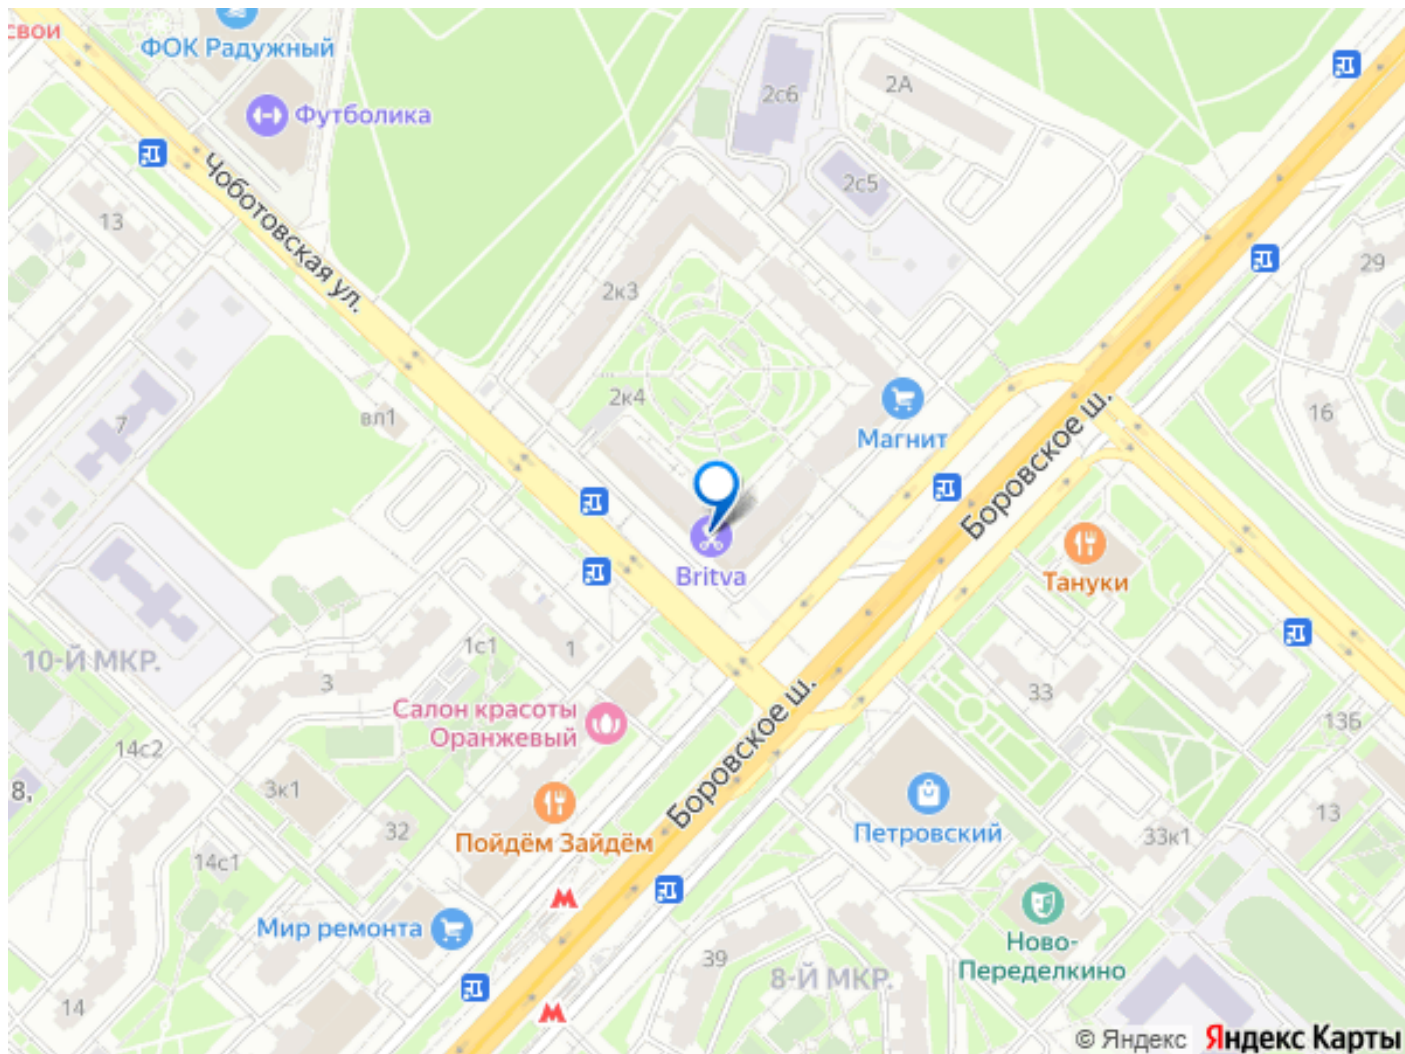 свои
ФОК Радужный
Футболика
2с6
2А
2с5
Чоботовская ул.
13
2к3
29
2к4
вл1
7
16
Магнит
Боровское ш.
Britva
Тануки
10-Й МКР.
1с1
1
3
33
Салон красоты
Оранжевый
Боровское ш.
13Б
14с2
8,
3к1
32
Пойдём Зайдём
Петровский
13
33к1
14с1
Мир ремонта
Ново-
Переделкино
39
8-Й МКР.
14
© Яндекс Яндекс Карты